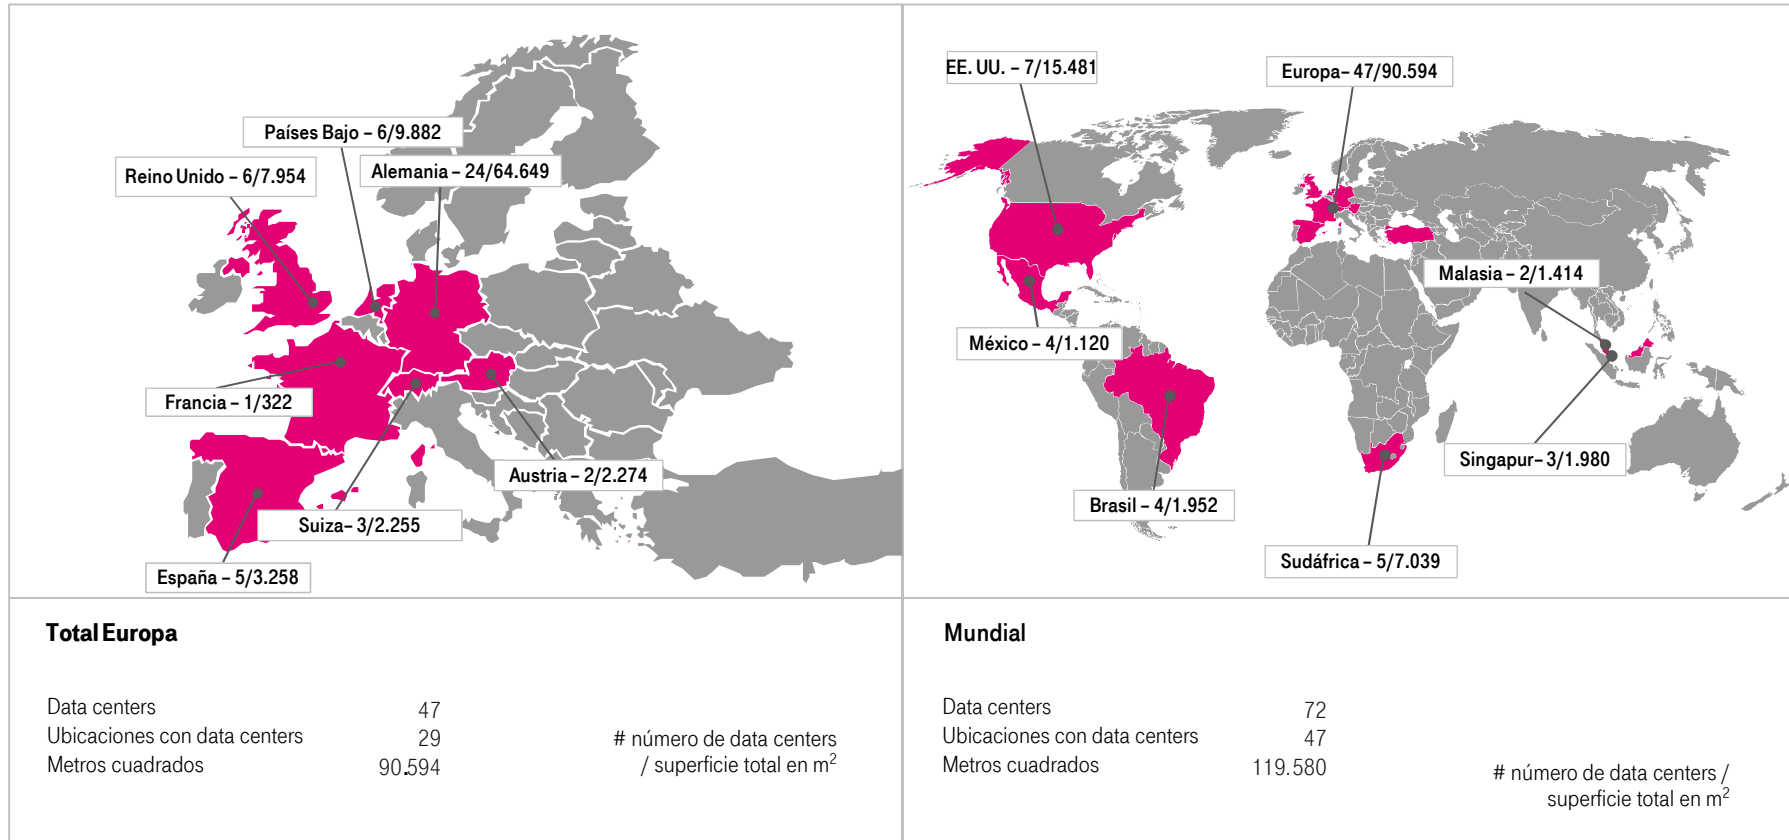 Países Bajo – 6/9.882
Reino Unido – 6/7.954
Alemania – 24/64.649
Francia – 1/322
Austria – 2/2.274
Suiza– 3/2.255
España – 5/3.258
Total Europa
Data centers 47
Ubicaciones con data centers 29
Metros cuadrados 90.594
# número de data centers
/ superficie total en m²
EE. UU. – 7/15.481
Europa– 47/90.594
Malasia – 2/1.414
México – 4/1.120
Singapur– 3/1.980
Brasil – 4/1.952
Sudáfrica – 5/7.039
Mundial
Data centers 72
Ubicaciones con data centers 47
Metros cuadrados 119.580
# número de data centers /
superficie total en m²